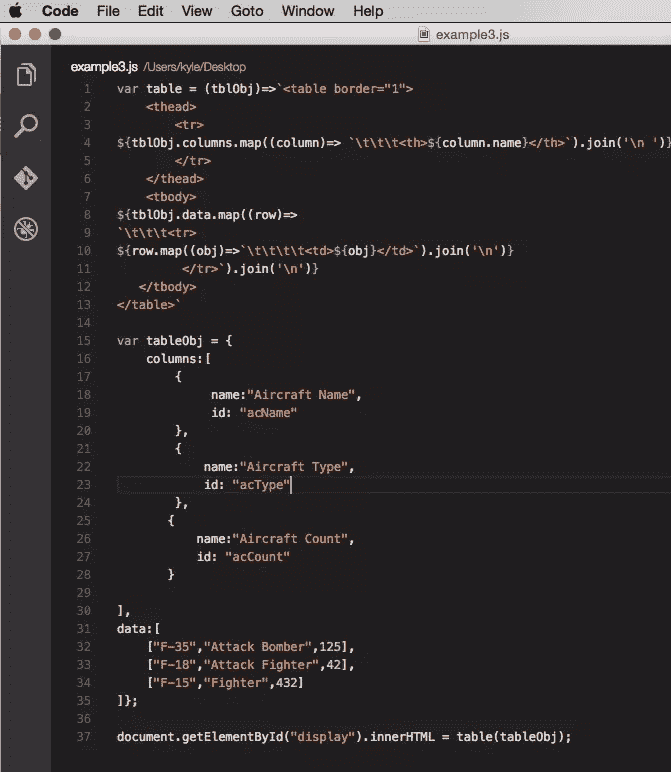 Code File Edit View Goto Window Help
example3.js
example3.js /Users/kyle/Desktop
1 var table = (tblObj)=>`<table border="1">
2 <thead>
3 <tr>
4 ${tblObj.columns.map((column)=> `\t\t\t<th>${column.name}</th>`).join('\n ')}
5 </tr>
6 </thead>
7 <tbody>
8 ${tblObj.data.map((row)=>
9 `\t\t\t<tr>
10 ${row.map((obj)=>`\t\t\t\t<td>${obj}</td>`).join('\n')}
11 </tr>`).join('\n')}
12 </tbody>
13 </table>`
14
15 var tableObj = {
16 columns:[
17 {
18 name:"Aircraft Name",
19 id: "acName"
20 },
21 {
22 name:"Aircraft Type",
23 id: "acType"
24 },
25 {
26 name:"Aircraft Count",
27 id: "acCount"
28 }
29
30 ],
31 data:[
32 ["F-35","Attack Bomber",125],
33 ["F-18","Attack Fighter",42],
34 ["F-15","Fighter",432]
35 ]};
36
37 document.getElementById("display").innerHTML = table(tableObj);